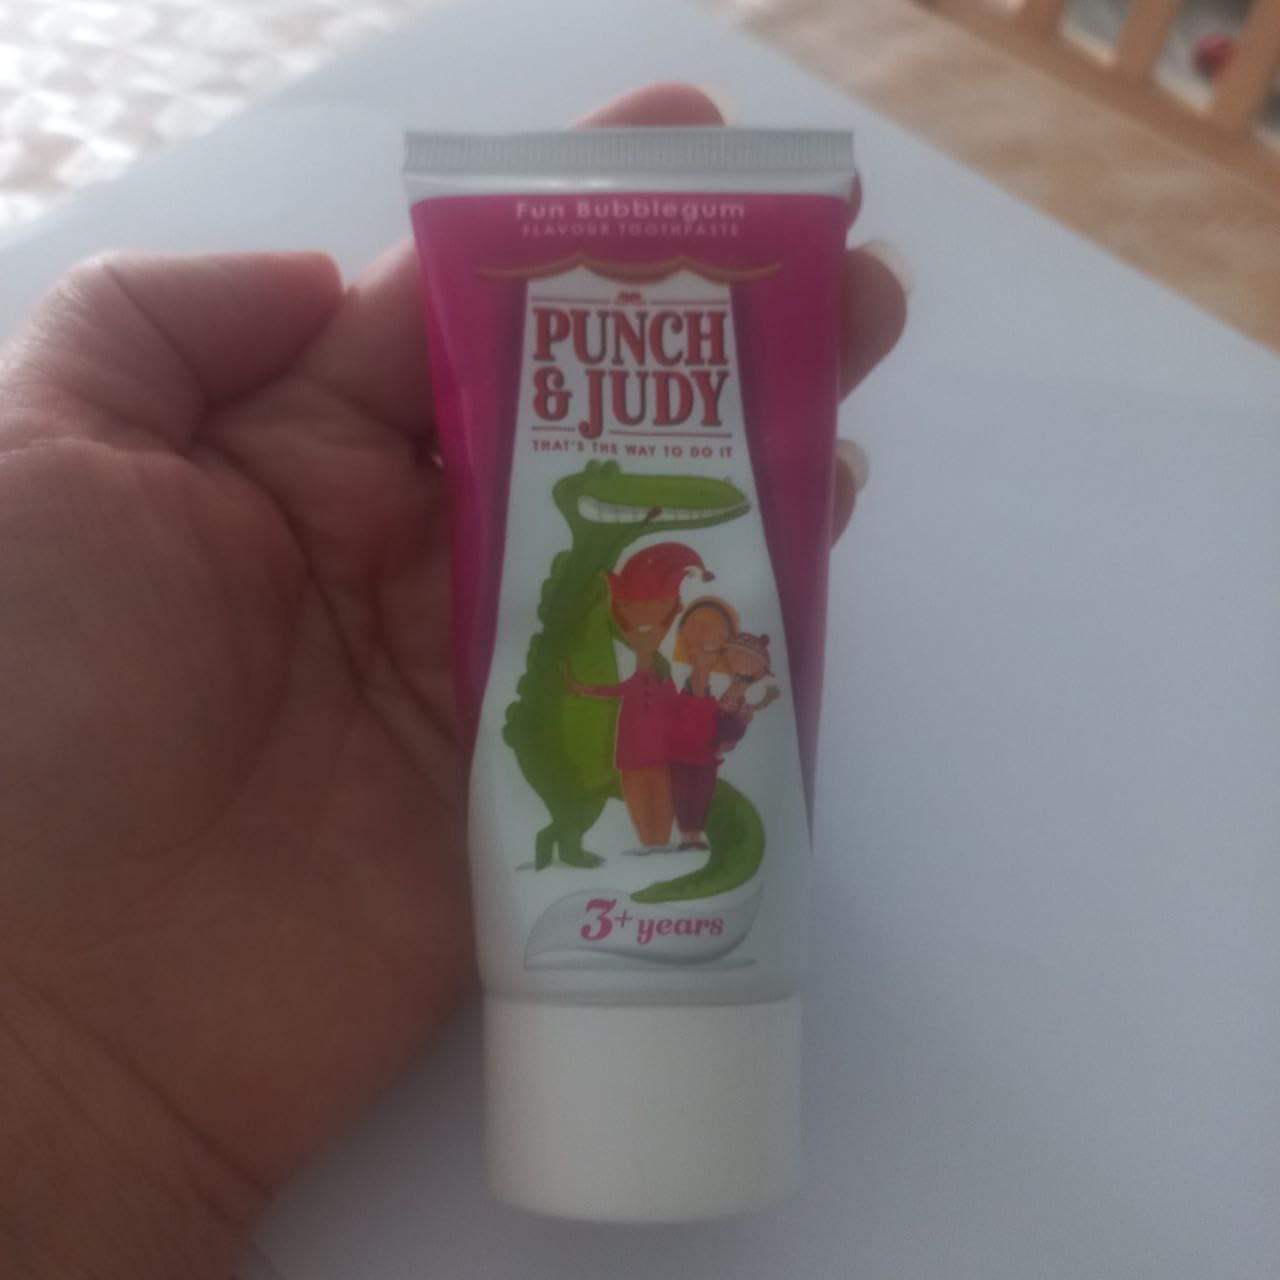 Fun Bubblegum
FLAVOUR TOOTHPASTE
PUNCH
& JUDY
THAT'S THE WAY TO DO IT
3+ years